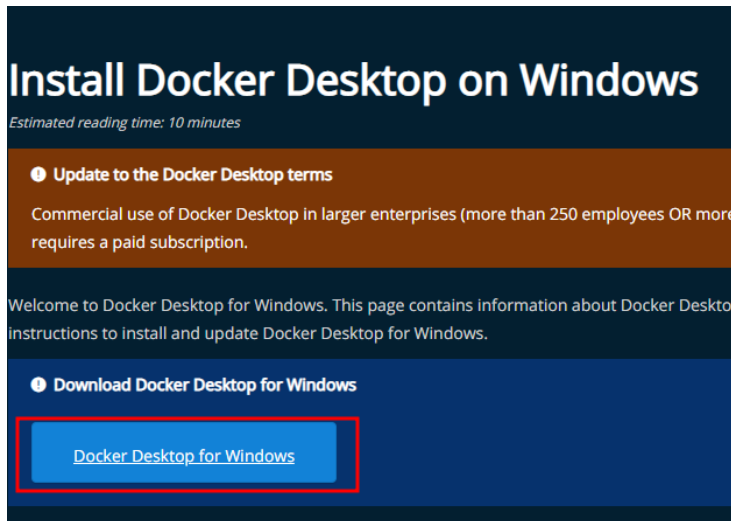 Install Docker Desktop on Windows
Estimated reading time: 10 minutes
Update to the Docker Desktop terms
Commercial use of Docker Desktop in larger enterprises (more than 250 employees OR more
requires a paid subscription.
Welcome to Docker Desktop for Windows. This page contains information about Docker Deskto
instructions to install and update Docker Desktop for Windows.
Download Docker Desktop for Windows
Docker Desktop for Windows